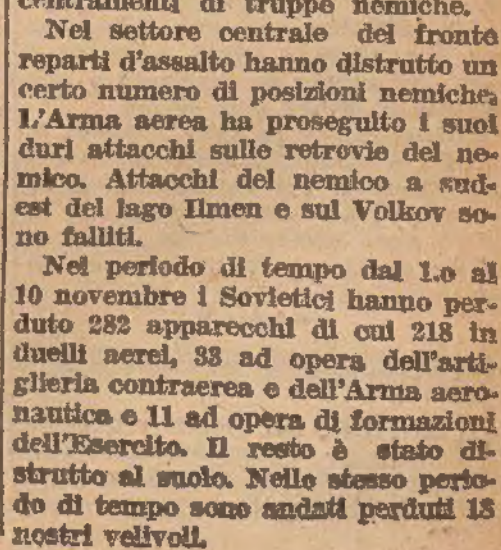 centramenti di truppe nemiche.
Nel settore centrale del fronte
reparti d'assalto hanno distrutto un
certo numero di posizioni nemiche.
L'Arma aerea ha proseguito i suoi
duri attacchi sulle retrovie del ne-
mico. Attacchi del nemico a sud-
est del lago Ilmen e sul Volkov so-
no falliti.
Nel periodo di tempo dal 1.o al
10 novembre i Sovietici hanno per-
duto 282 apparecchi di cui 218 in
duelli aerei, 33 ad opera dell'arti-
glieria contraerea e dell'Arma aero-
nautica e 11 ad opera di formazioni
dell'Esercito. Il resto è stato di-
strutto al suolo. Nello stesso perio-
do di tempo sono andati perduti 18
nostri velivoli.